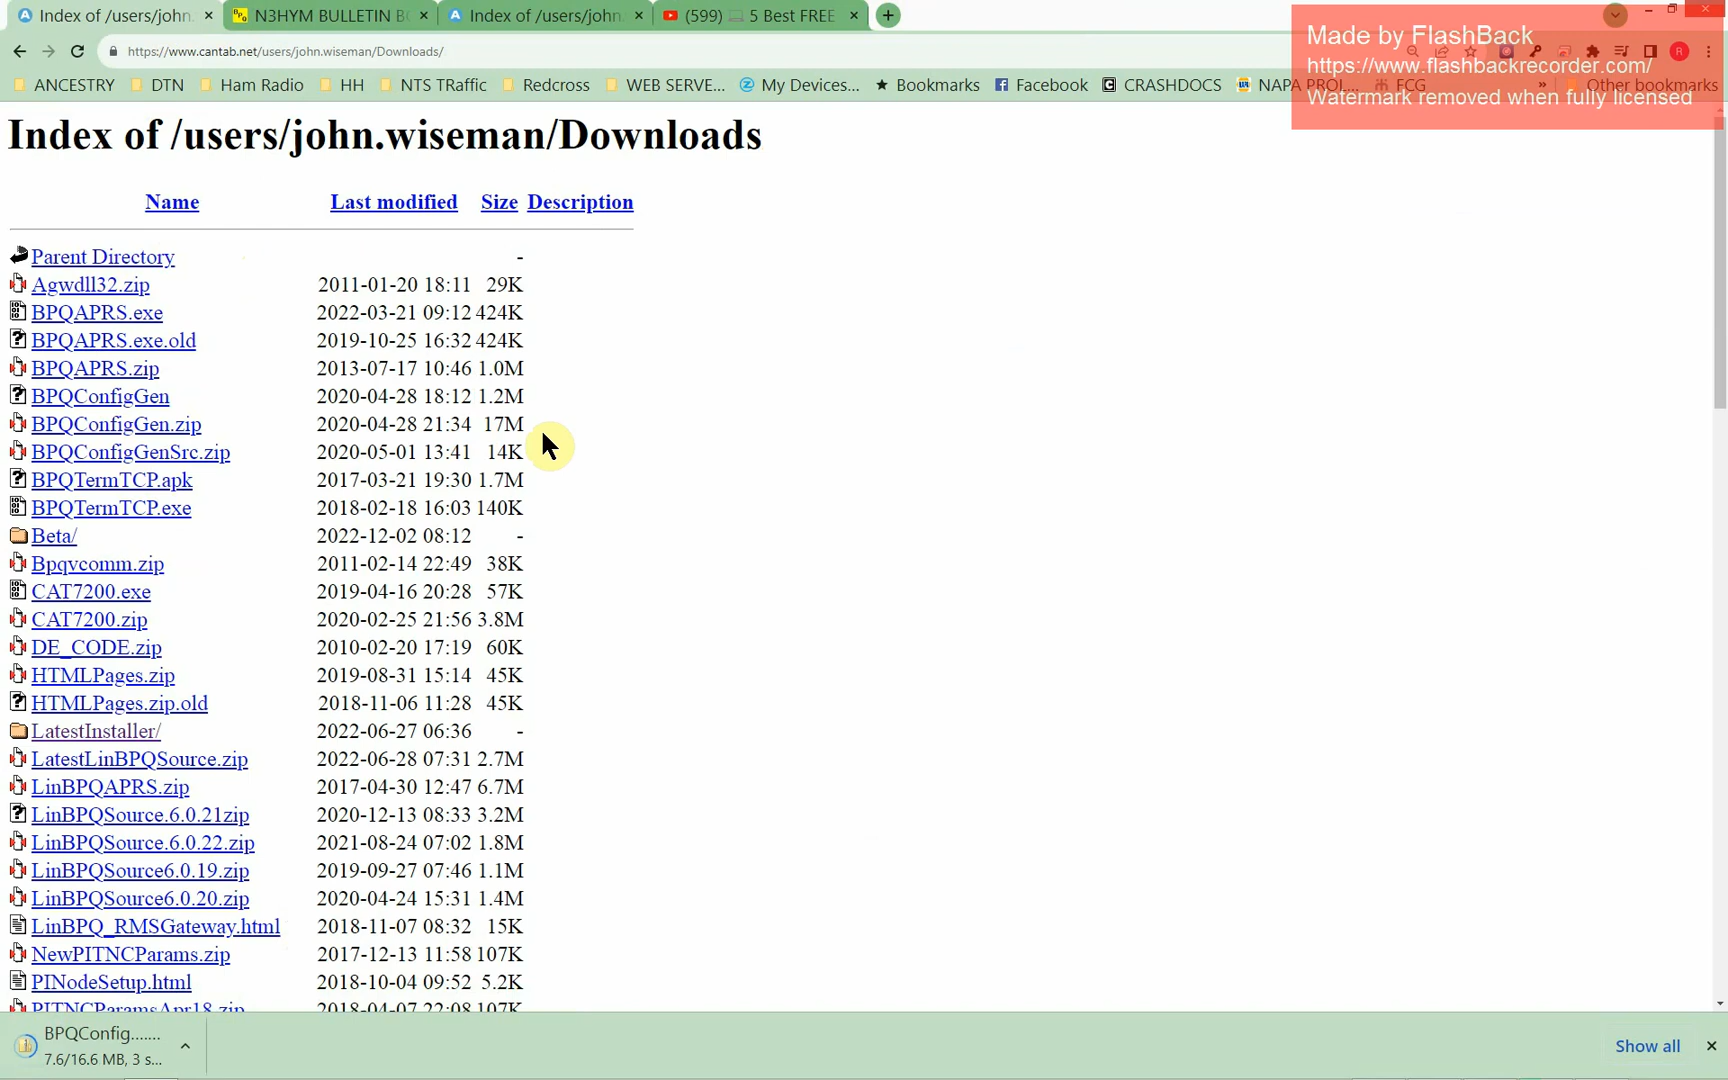 Index of /users/john. × N3HYM BULLETIN BO × Index of /users/john. × (599) 5 Best FREE × +
https://www.cantab.net/users/john.wiseman/Downloads/
ANCESTRY DTN Ham Radio HH NTS TRaffic Redcross WEB SERVE... My Devices... Bookmarks Facebook CRASHDOCS NAPA PROJ... FCG » Other bookmarks
Made by FlashBack
https://www.flashbackrecorder.com/
Watermark removed when fully licensed
Index of /users/john.wiseman/Downloads
Name Last modified Size Description
Parent Directory -
Agwdll32.zip 2011-01-20 18:11 29K
BPQAPRS.exe 2022-03-21 09:12 424K
BPQAPRS.exe.old 2019-10-25 16:32 424K
BPQAPRS.zip 2013-07-17 10:46 1.0M
BPQConfigGen 2020-04-28 18:12 1.2M
BPQConfigGen.zip 2020-04-28 21:34 17M
BPQConfigGenSrc.zip 2020-05-01 13:41 14K
BPQTermTCP.apk 2017-03-21 19:30 1.7M
BPQTermTCP.exe 2018-02-18 16:03 140K
Beta/ 2022-12-02 08:12 -
Bpqvcomm.zip 2011-02-14 22:49 38K
CAT7200.exe 2019-04-16 20:28 57K
CAT7200.zip 2020-02-25 21:56 3.8M
DE_CODE.zip 2010-02-20 17:19 60K
HTMLPages.zip 2019-08-31 15:14 45K
HTMLPages.zip.old 2018-11-06 11:28 45K
LatestInstaller/ 2022-06-27 06:36 -
LatestLinBPQSource.zip 2022-06-28 07:31 2.7M
LinBPQAPRS.zip 2017-04-30 12:47 6.7M
LinBPQSource.6.0.21zip 2020-12-13 08:33 3.2M
LinBPQSource.6.0.22.zip 2021-08-24 07:02 1.8M
LinBPQSource6.0.19.zip 2019-09-27 07:46 1.1M
LinBPQSource6.0.20.zip 2020-04-24 15:31 1.4M
LinBPQ_RMSGateway.html 2018-11-07 08:32 15K
NewPITNCParams.zip 2017-12-13 11:58 107K
PINodeSetup.html 2018-10-04 09:52 5.2K
PITNCParamsApr18.zip 2018-04-07 22:08 107K
BPQConfig.......
7.6/16.6 MB, 3 s...
Show all ×